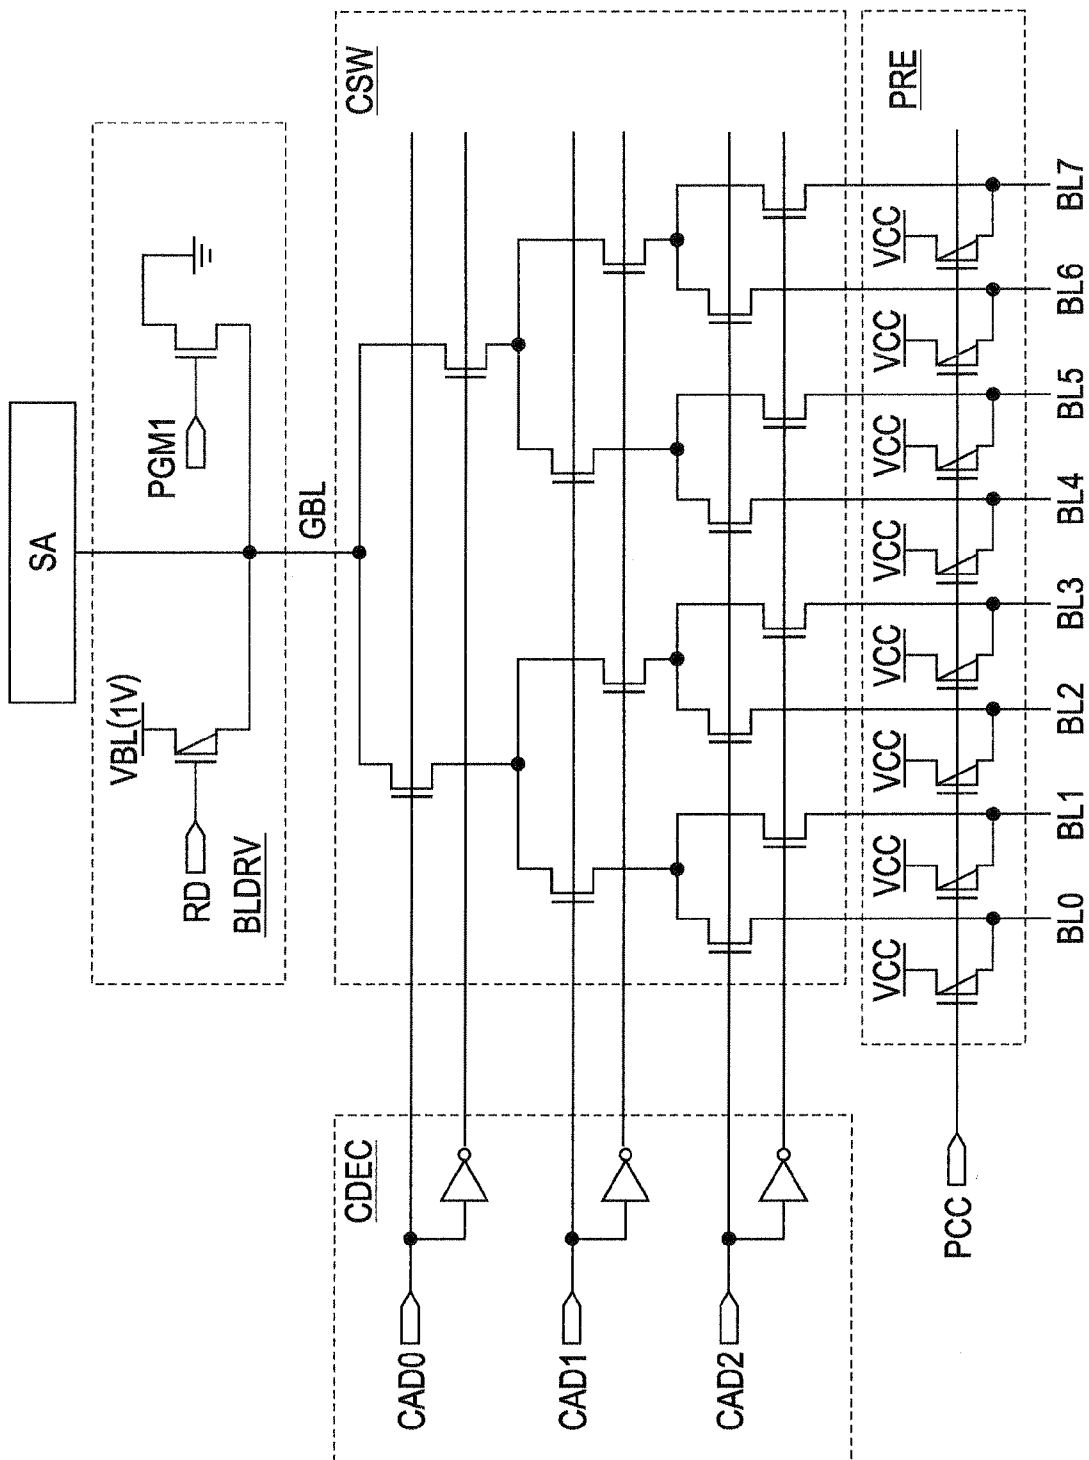 SA
VBL(1V)
RD
BLDRV
PGM1
GBL
CSW
CDEC
CAD0
CAD1
CAD2
PRE
VCC
VCC
VCC
VCC
VCC
VCC
VCC
VCC
PCC
BL0
BL1
BL2
BL3
BL4
BL5
BL6
BL7